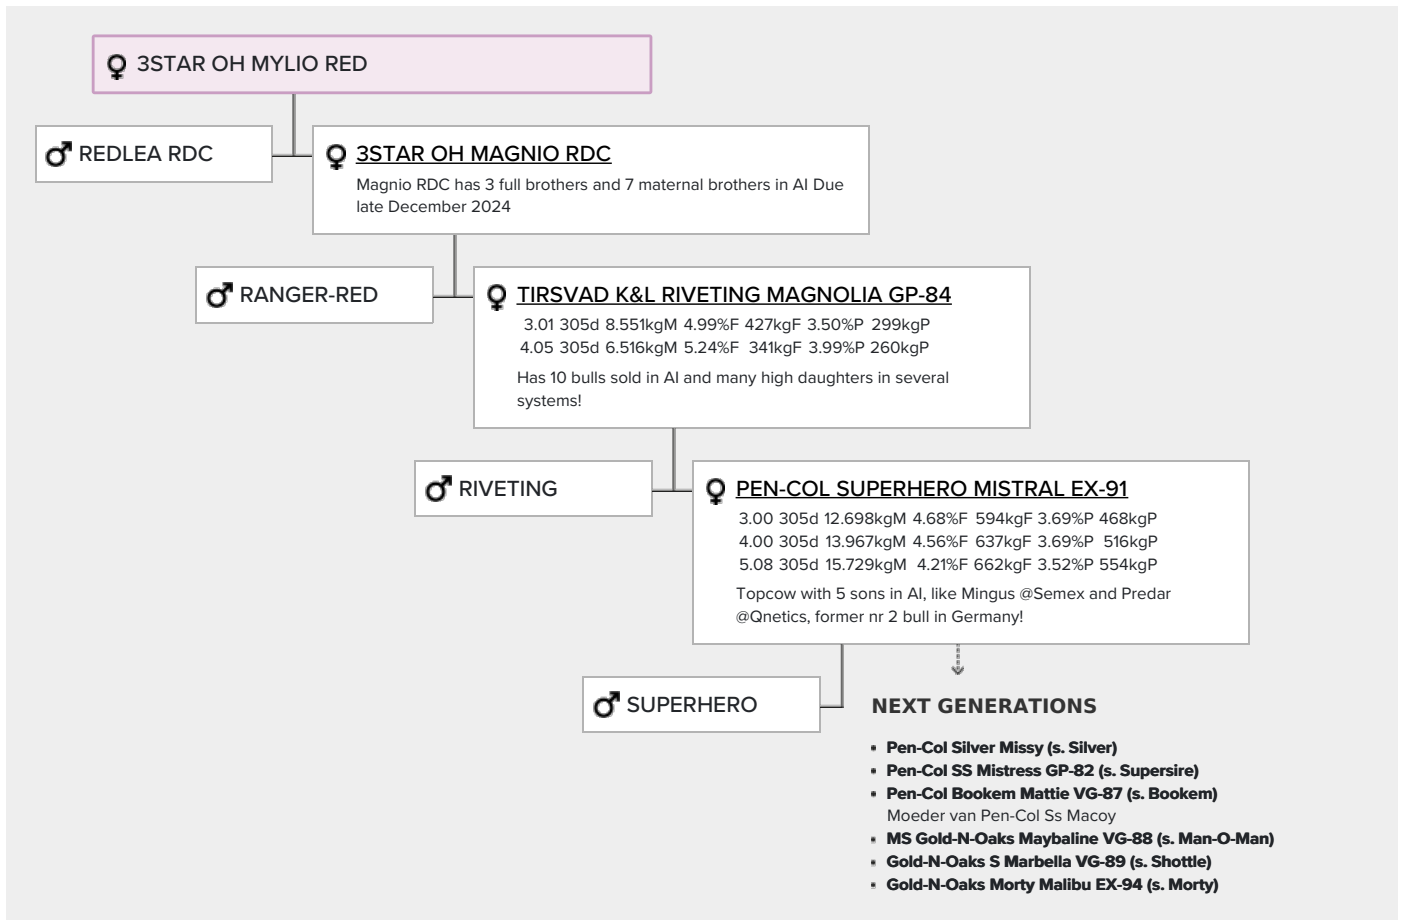 3STAR OH MYLIO RED
REDLEA RDC
3STAR OH MAGNIO RDC
Magnio RDC has 3 full brothers and 7 maternal brothers in AI Due
late December 2024
RANGER-RED
TIRSVAD K&L RIVETING MAGNOLIA GP-84
3.01 305d 8.551kgM 4.99%F 427kgF 3.50%P 299kgP
4.05 305d 6.516kgM 5.24%F 341kgF 3.99%P 260kgP
Has 10 bulls sold in AI and many high daughters in several
systems!
RIVETING
PEN-COL SUPERHERO MISTRAL EX-91
3.00 305d 12.698kgM 4.68%F 594kgF 3.69%P 468kgP
4.00 305d 13.967kgM 4.56%F 637kgF 3.69%P 516kgP
5.08 305d 15.729kgM 4.21%F 662kgF 3.52%P 554kgP
Topcow with 5 sons in AI, like Mingus @Semex and Predar
@Qnetics, former nr 2 bull in Germany!
SUPERHERO
NEXT GENERATIONS
Pen-Col Silver Missy (s. Silver)
Pen-Col SS Mistress GP-82 (s. Supersire)
Pen-Col Bookem Mattie VG-87 (s. Bookem)
Moeder van Pen-Col Ss Macoy
MS Gold-N-Oaks Maybaline VG-88 (s. Man-O-Man)
Gold-N-Oaks S Marbella VG-89 (s. Shottle)
Gold-N-Oaks Morty Malibu EX-94 (s. Morty)